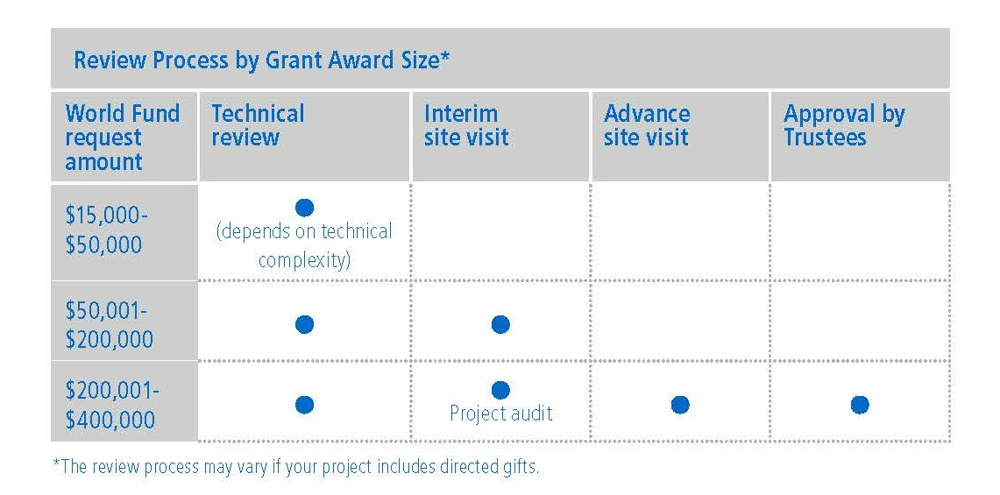 Review Process by Grant Award Size*
World Fund
request
amount
Technical
review
Interim
site visit
Advance
site visit
Approval by
Trustees
$15,000-
$50,000
(depends on technical
complexity)
$50,001-
$200,000
$200,001-
$400,000
Project audit
*The review process may vary if your project includes directed gifts.